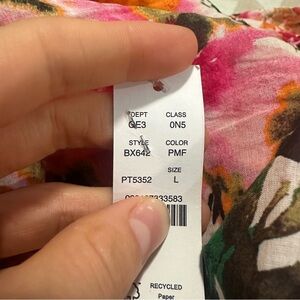 DEPT CLASS
QE3 0N5
STYLE COLOR
BX642 PMF
SIZE
PT5352 L
RECYCLED
Paper